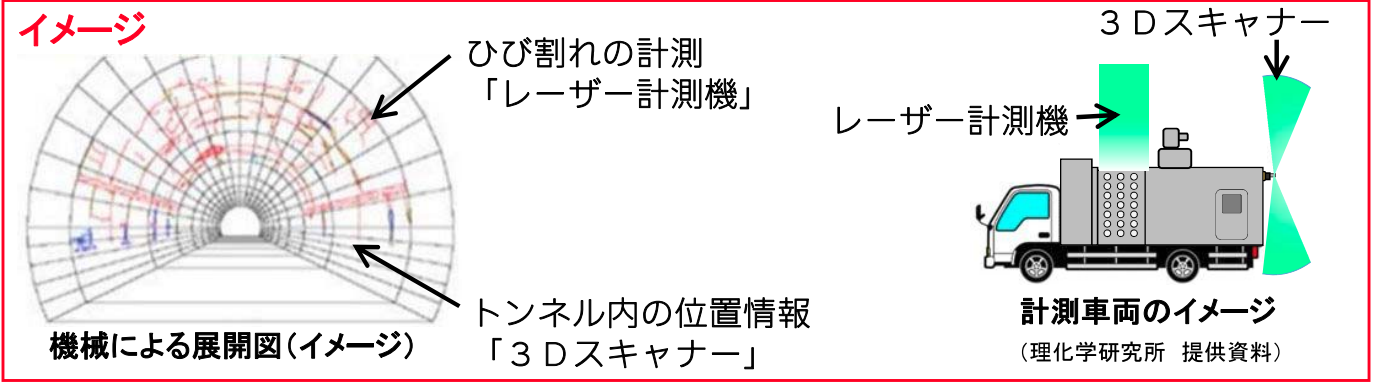 イメージ
ひび割れの計測
「レーザー計測機」
トンネル内の位置情報
「３Ｄスキャナー」
機械による展開図（イメージ）
３Ｄスキャナー
レーザー計測機
計測車両のイメージ
（理化学研究所　提供資料）